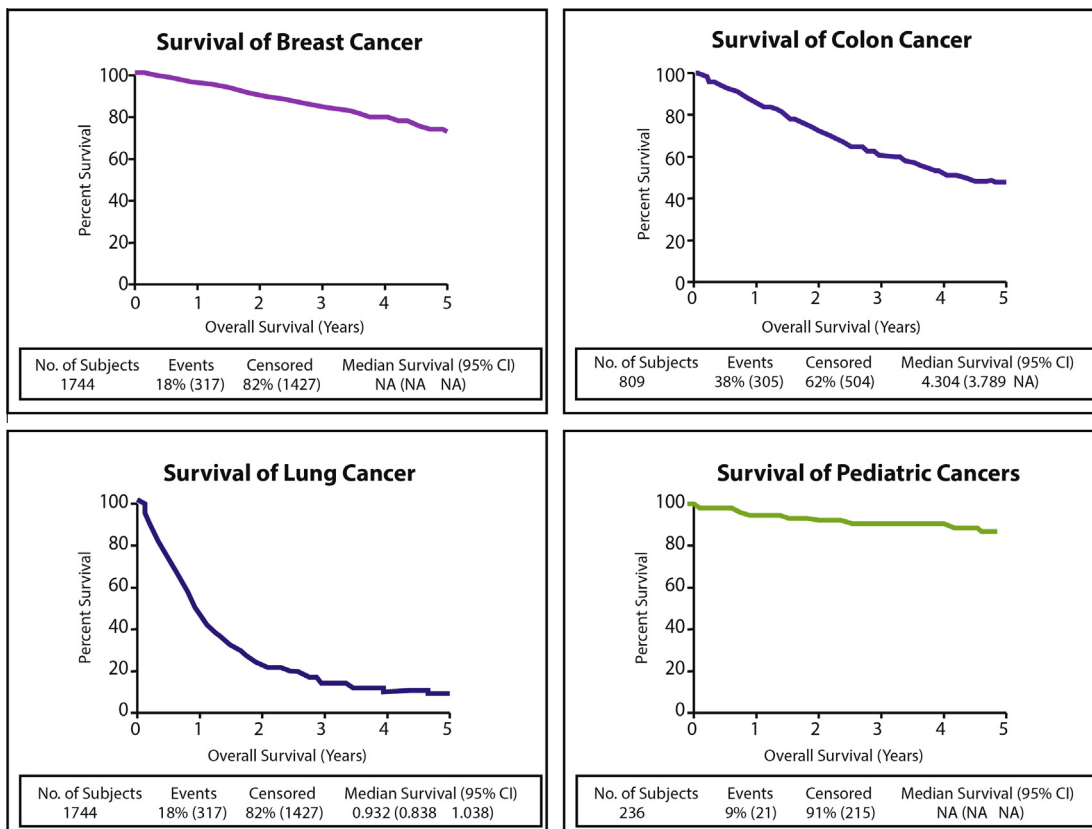 Survival of Breast Cancer
Percent Survival
100
80
60
40
20
0
0 1 2 3 4 5
Overall Survival (Years)
No. of Subjects Events Censored Median Survival (95% CI)
1744 18% (317) 82% (1427) NA (NA NA)
Survival of Colon Cancer
Percent Survival
100
80
60
40
20
0
0 1 2 3 4 5
Overall Survival (Years)
No. of Subjects Events Censored Median Survival (95% CI)
809 38% (305) 62% (504) 4.304 (3.789 NA)
Survival of Lung Cancer
Percent Survival
100
80
60
40
20
0
0 1 2 3 4 5
Overall Survival (Years)
No. of Subjects Events Censored Median Survival (95% CI)
1744 18% (317) 82% (1427) 0.932 (0.838 1.038)
Survival of Pediatric Cancers
Percent Survival
100
80
60
40
20
0
0 1 2 3 4 5
Overall Survival (Years)
No. of Subjects Events Censored Median Survival (95% CI)
236 9% (21) 91% (215) NA (NA NA)